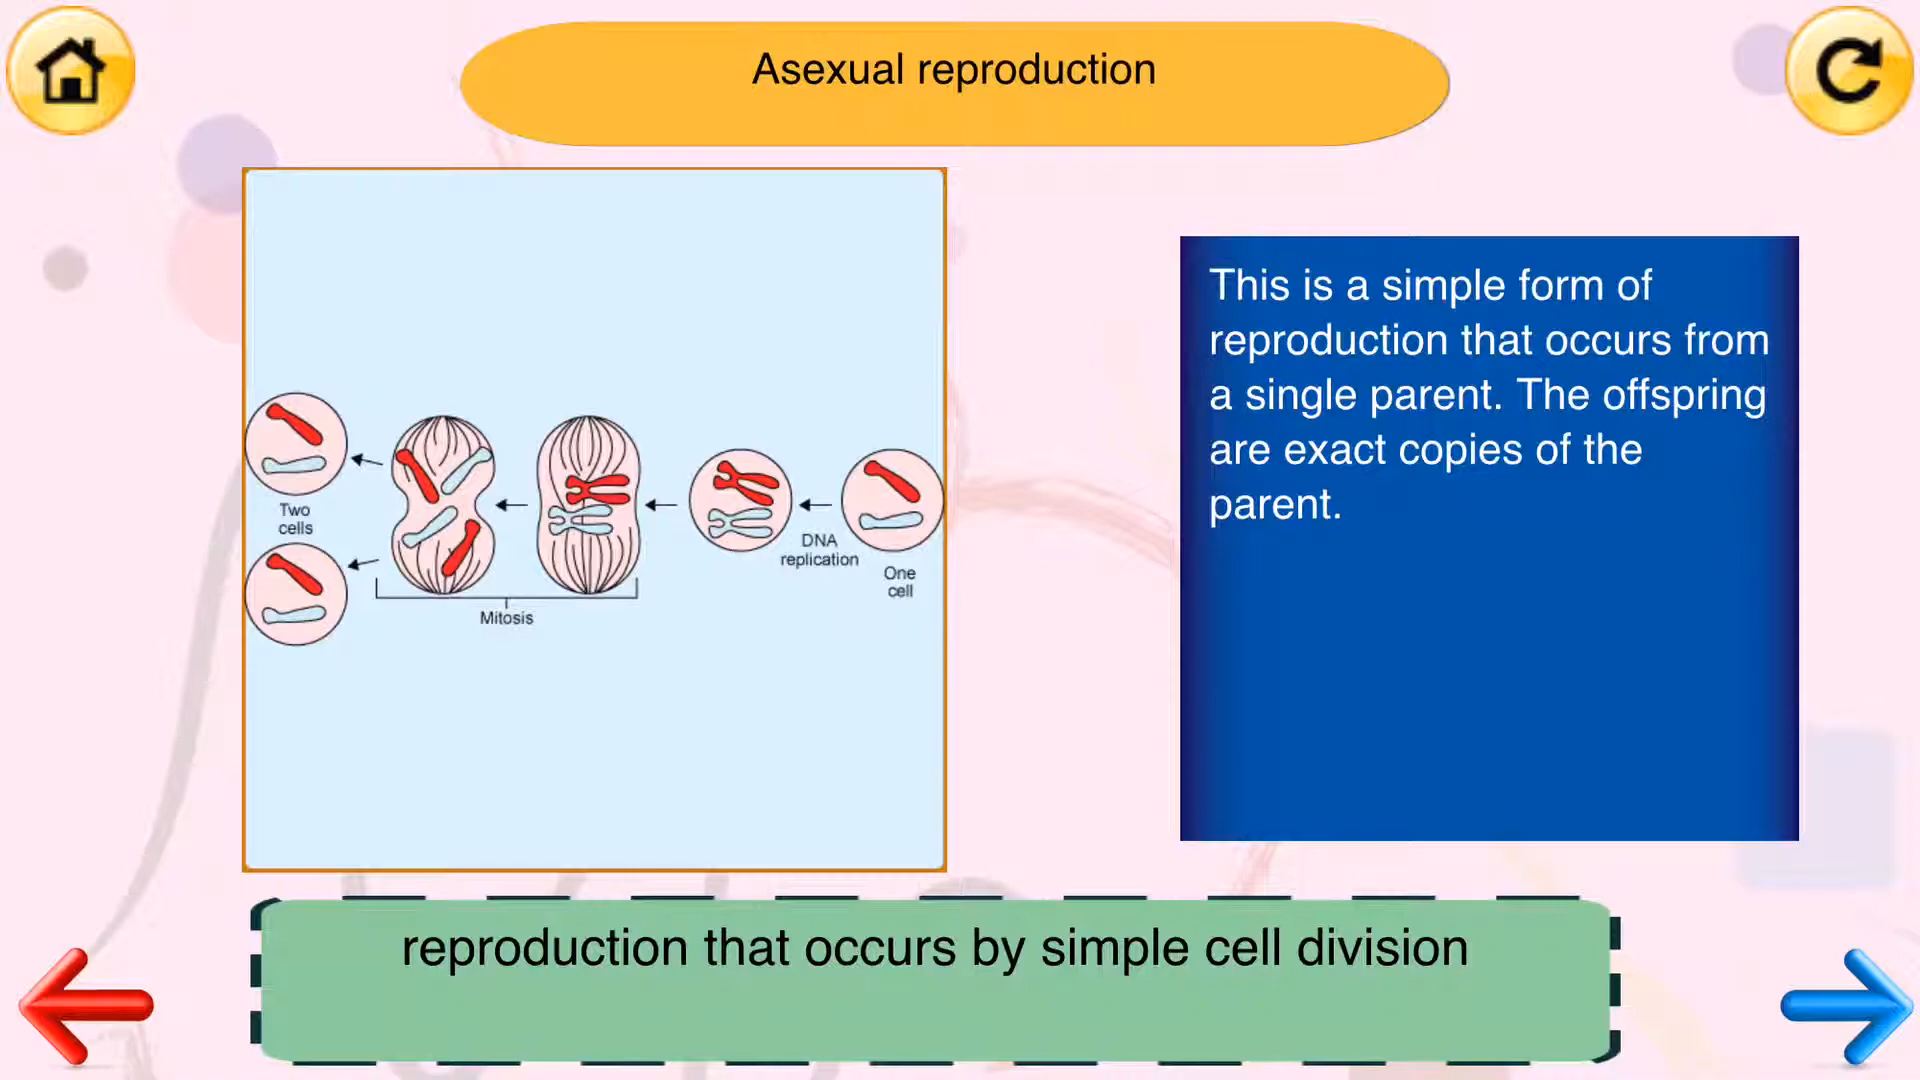 Asexual reproduction
This is a simple form of
reproduction that occurs from
a single parent. The offspring
are exact copies of the
parent.
Two
cells
Mitosis
DNA
replication
One
cell
reproduction that occurs by simple cell division